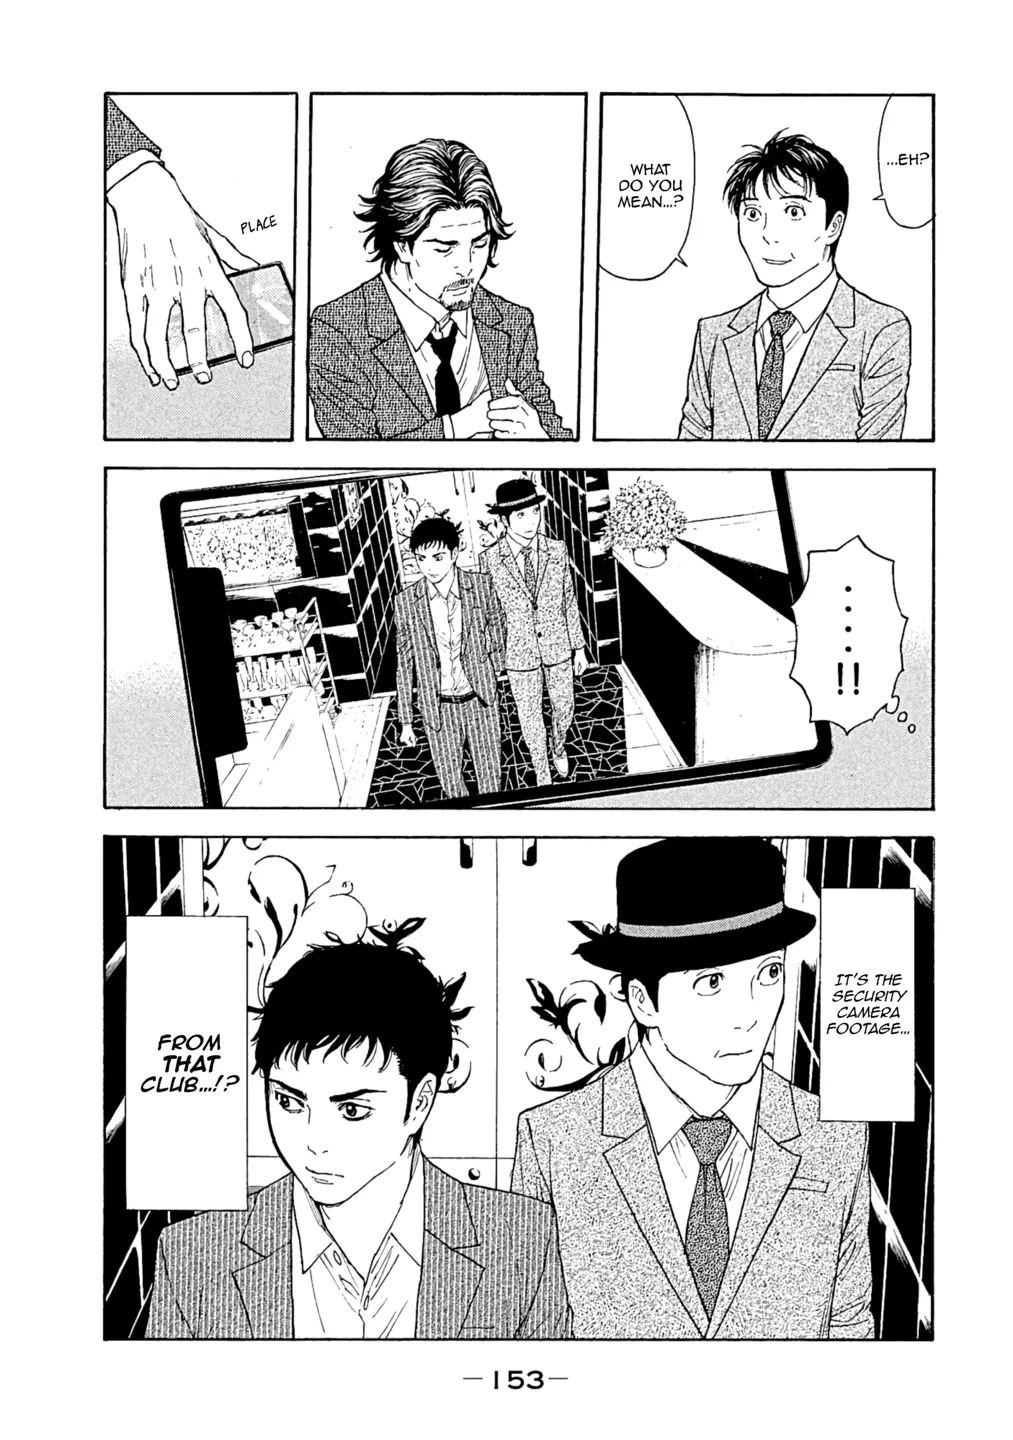 ...EH?
WHAT
DO YOU
MEAN...?
PLACE
.....!!
IT'S THE
SECURITY
CAMERA
FOOTAGE...
FROM
THAT
CLUB...!?
—153—